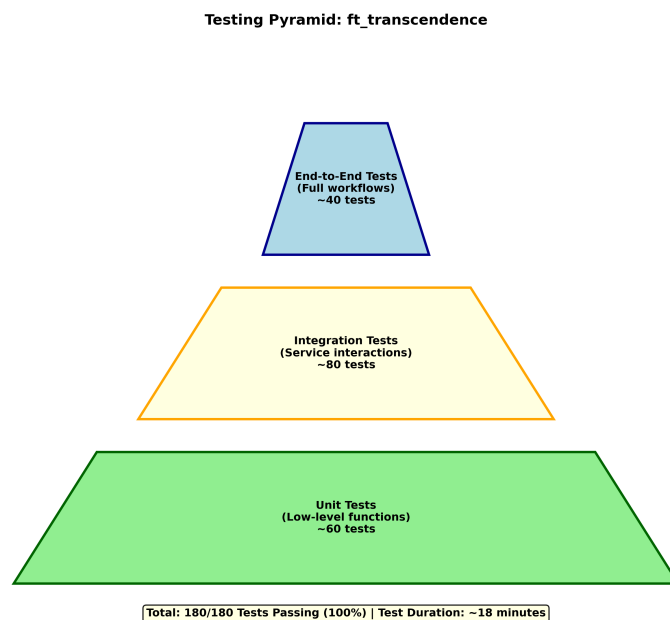 Testing Pyramid: ft_transcendence
End-to-End Tests
(Full workflows)
~40 tests
Integration Tests
(Service interactions)
~80 tests
Unit Tests
(Low-level functions)
~60 tests
Total: 180/180 Tests Passing (100%) | Test Duration: ~18 minutes